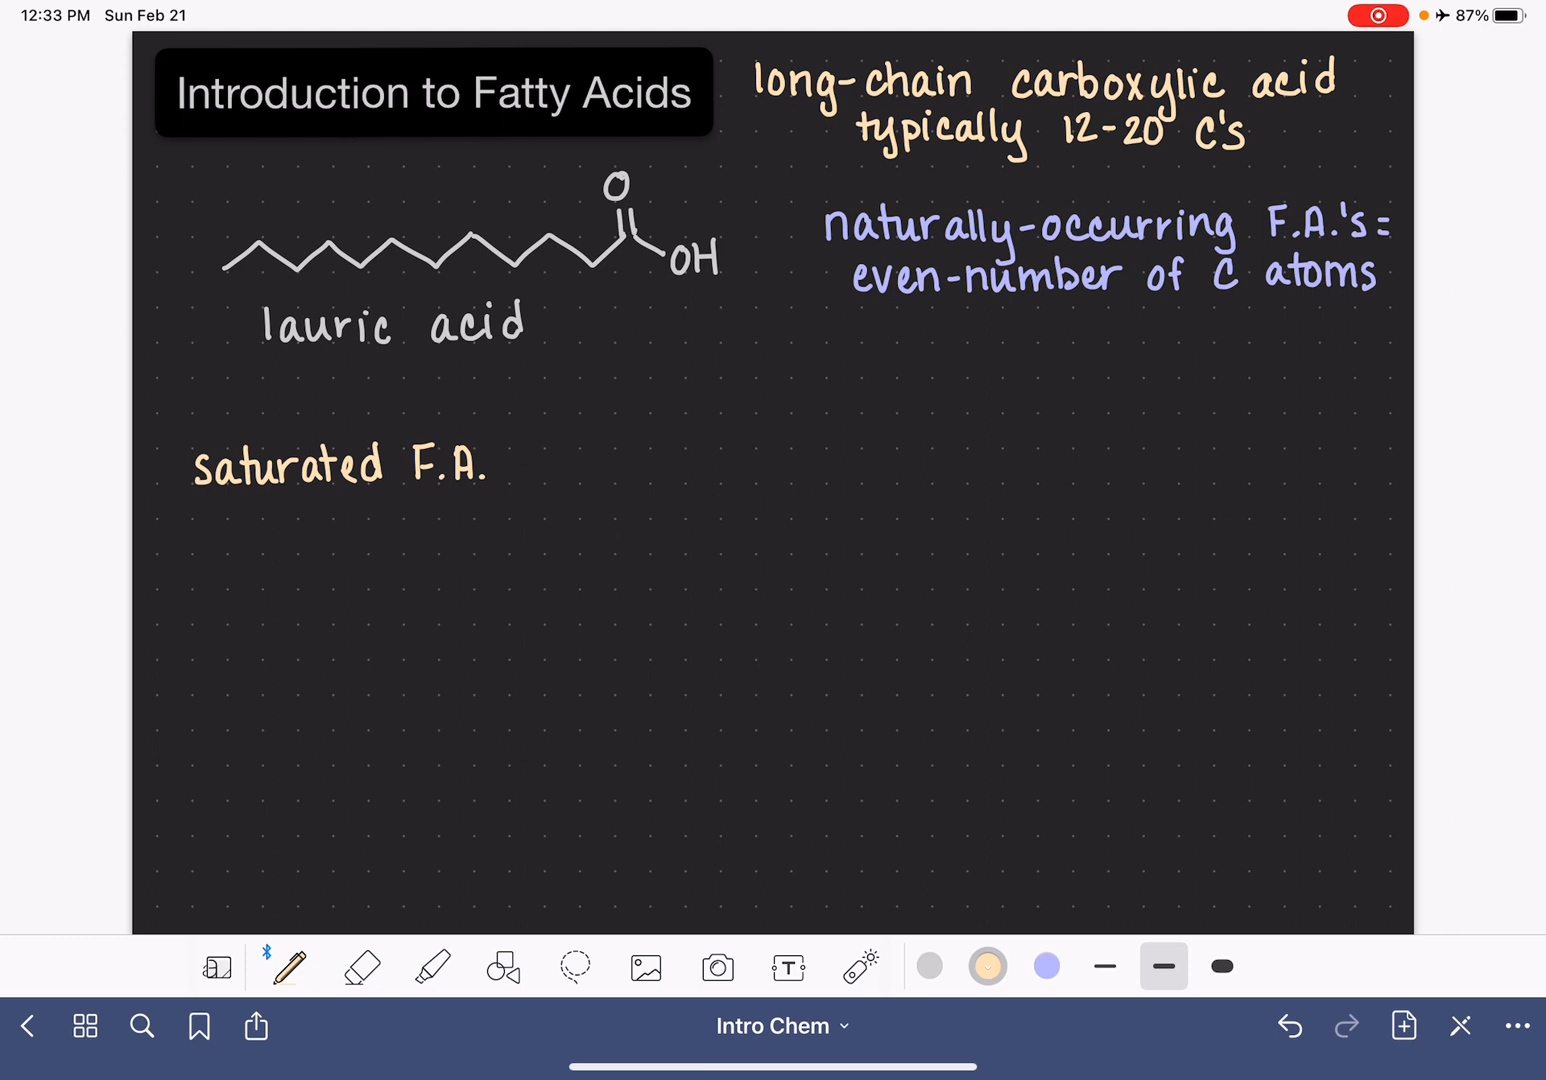 12:33 PM Sun Feb 21
87%
Introduction to Fatty Acids
long-chain carboxylic acid
typically 12-20 C's
O
OH
lauric acid
naturally-occurring F.A.'s =
even-number of C atoms
saturated F.A.
T
Intro Chem